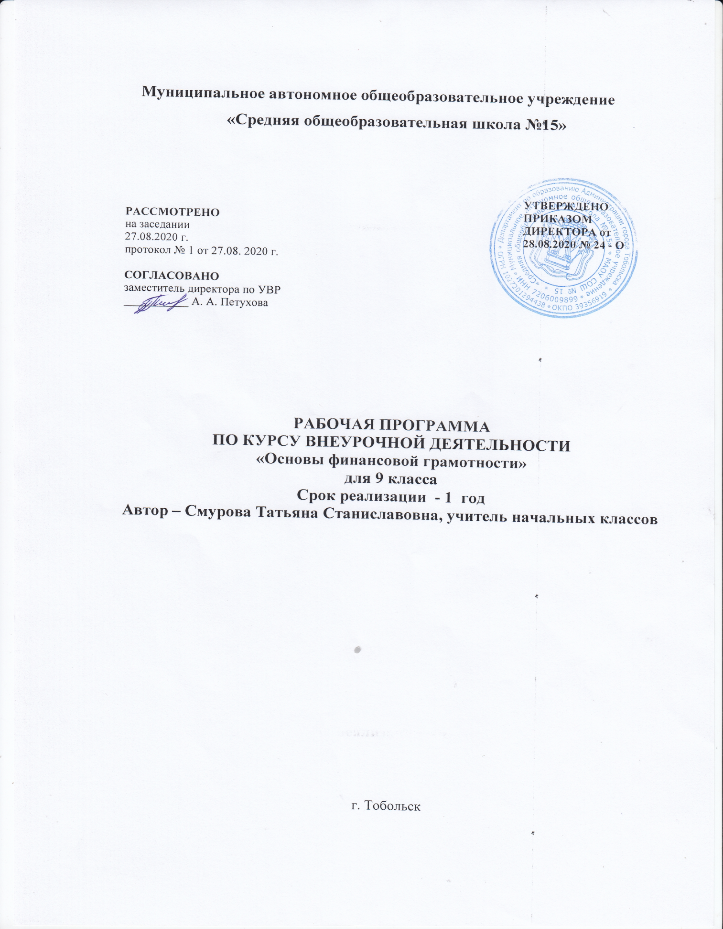 Муниципальное автономное общеобразовательное учреждение
«Средняя общеобразовательная школа №15»
РАССМОТРЕНО
на заседании
27.08.2020 г.
протокол № 1 от 27.08. 2020 г.
СОГЛАСОВАНО
заместитель директора по УВР
А. А. Петухова
УТВЕРЖДЕНО
ПРИКАЗОМ
ДИРЕКТОРА от
28.08.2020 № 24 - О
РАБОЧАЯ ПРОГРАММА
ПО КУРСУ ВНЕУРОЧНОЙ ДЕЯТЕЛЬНОСТИ
«Основы финансовой грамотности»
для 9 класса
Срок реализации - 1 год
Автор – Смурова Татьяна Станиславовна, учитель начальных классов
г. Тобольск